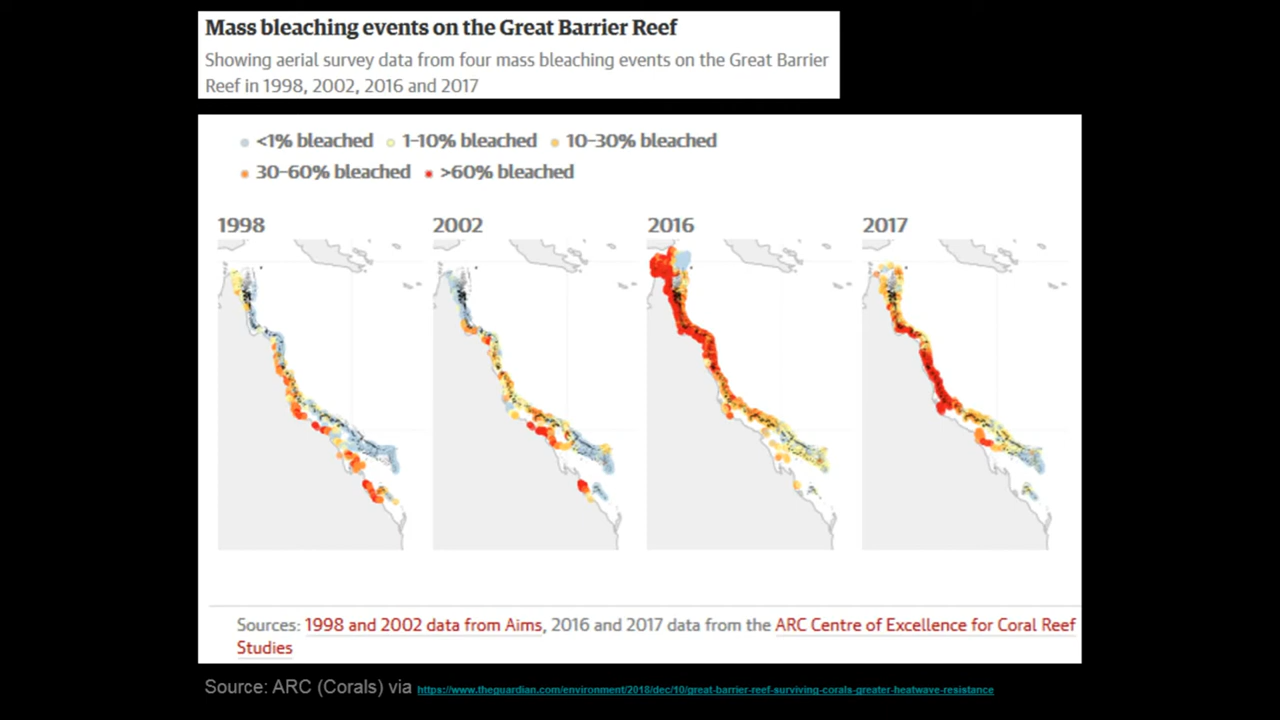 Mass bleaching events on the Great Barrier Reef
Showing aerial survey data from four mass bleaching events on the Great Barrier
Reef in 1998, 2002, 2016 and 2017
<1% bleached 1-10% bleached 10-30% bleached
30-60% bleached >60% bleached
1998 2002 2016 2017
Sources: 1998 and 2002 data from Aims, 2016 and 2017 data from the ARC Centre of Excellence for Coral Reef
Studies
Source: ARC (Corals) via https://www.theguardian.com/environment/2018/dec/10/great-barrier-reef-surviving-corals-greater-heatwave-resistance